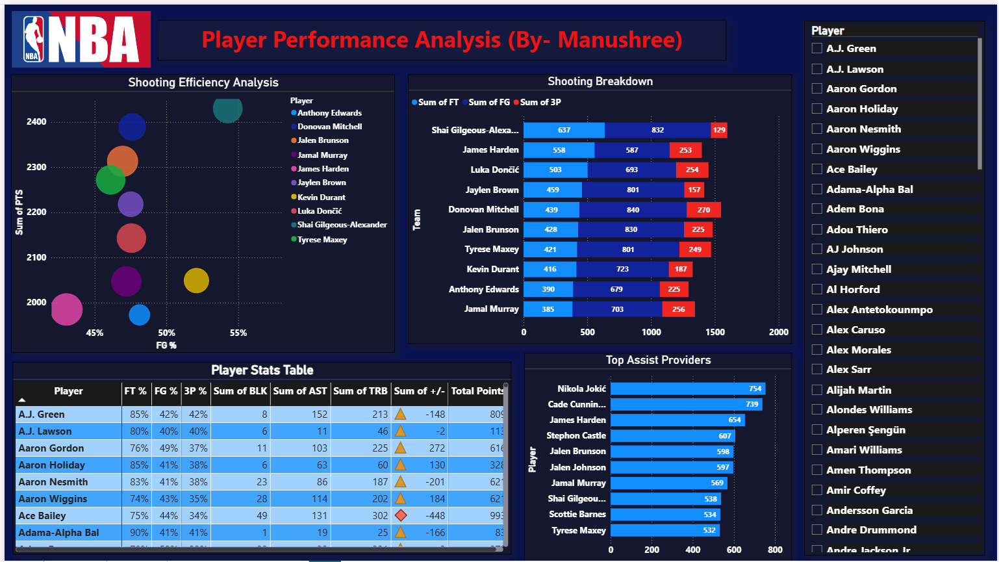 NBA
NBA
Player Performance Analysis (By- Manushree)
Shooting Efficiency Analysis
Sum of PTS
2400
2300
2200
2100
2000
45% 50% 55%
FG %
Player
Anthony Edwards
Donovan Mitchell
Jalen Brunson
Jamal Murray
James Harden
Jaylen Brown
Kevin Durant
Luka Dončić
Shai Gilgeous-Alexander
Tyrese Maxey
Shooting Breakdown
Sum of FT Sum of FG Sum of 3P
Team
Shai Gilgeous-Alexa... 637 832 129
James Harden 558 587 253
Luka Dončić 503 693 254
Jaylen Brown 459 801 157
Donovan Mitchell 439 840 270
Jalen Brunson 428 830 225
Tyrese Maxey 421 801 249
Kevin Durant 416 723 187
Anthony Edwards 390 679 225
Jamal Murray 385 703 256
0 500 1000 1500 2000
Player Stats Table
Player FT % FG % 3P % Sum of BLK Sum of AST Sum of TRB Sum of +/- Total Points
A.J. Green 85% 42% 42% 8 152 213 -148 809
A.J. Lawson 80% 40% 40% 6 11 46 -2 113
Aaron Gordon 76% 49% 37% 11 103 225 272 616
Aaron Holiday 85% 41% 38% 6 63 60 130 328
Aaron Nesmith 83% 41% 38% 23 86 187 -201 621
Aaron Wiggins 74% 43% 35% 28 114 202 184 621
Ace Bailey 75% 44% 34% 49 131 302 -448 993
Adama-Alpha Bal 90% 41% 41% 1 19 25 -166 83
Top Assist Providers
Player
Nikola Jokić 754
Cade Cunnin... 739
James Harden 654
Stephon Castle 607
Jalen Brunson 598
Jalen Johnson 597
Jamal Murray 569
Shai Gilgeou... 538
Scottie Barnes 534
Tyrese Maxey 532
0 200 400 600 800
Player
A.J. Green
A.J. Lawson
Aaron Gordon
Aaron Holiday
Aaron Nesmith
Aaron Wiggins
Ace Bailey
Adama-Alpha Bal
Adem Bona
Adou Thiero
AJ Johnson
Ajay Mitchell
Al Horford
Alex Antetokounmpo
Alex Caruso
Alex Morales
Alex Sarr
Alijah Martin
Alondes Williams
Alperen Şengün
Amari Williams
Amen Thompson
Amir Coffey
Andersson Garcia
Andre Drummond
Andre Jackson Jr